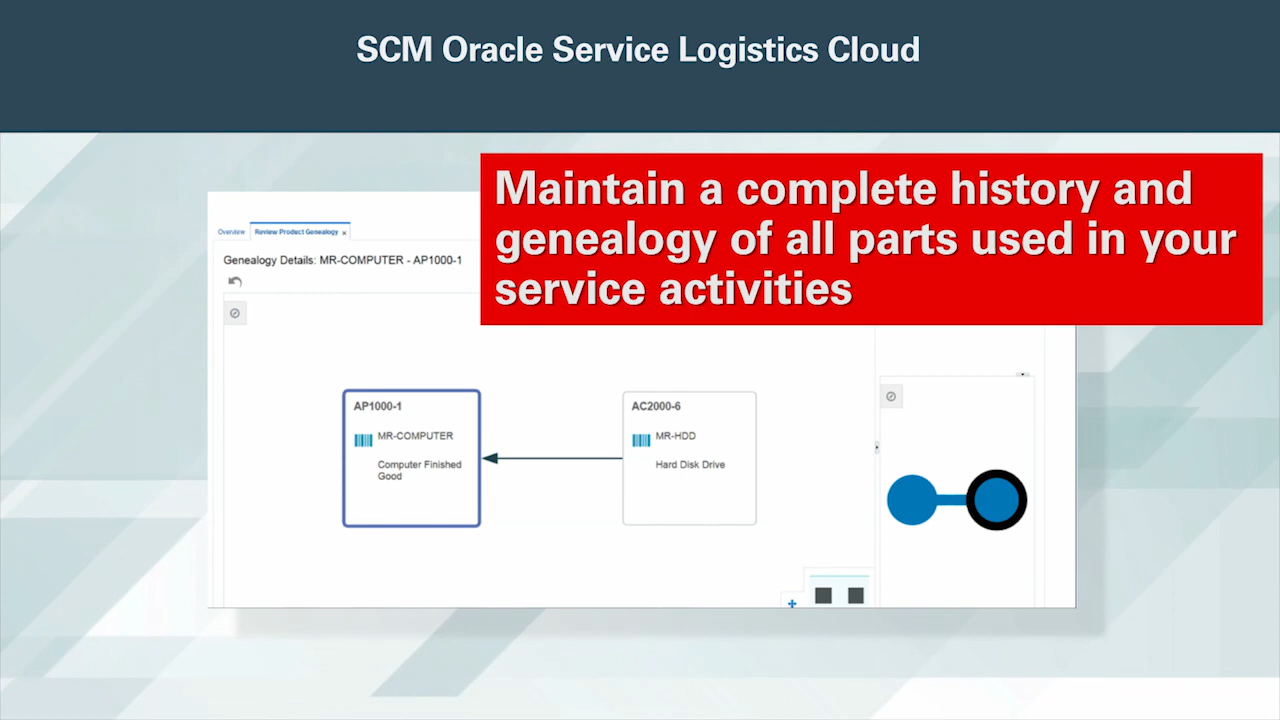 SCM Oracle Service Logistics Cloud
Maintain a complete history and
genealogy of all parts used in your
service activities
Overview
Review Product Genealogy x
Genealogy Details: MR-COMPUTER - AP1000-1
AP1000-1
MR-COMPUTER
Computer Finished
Good
AC2000-6
MR-HDD
Hard Disk Drive